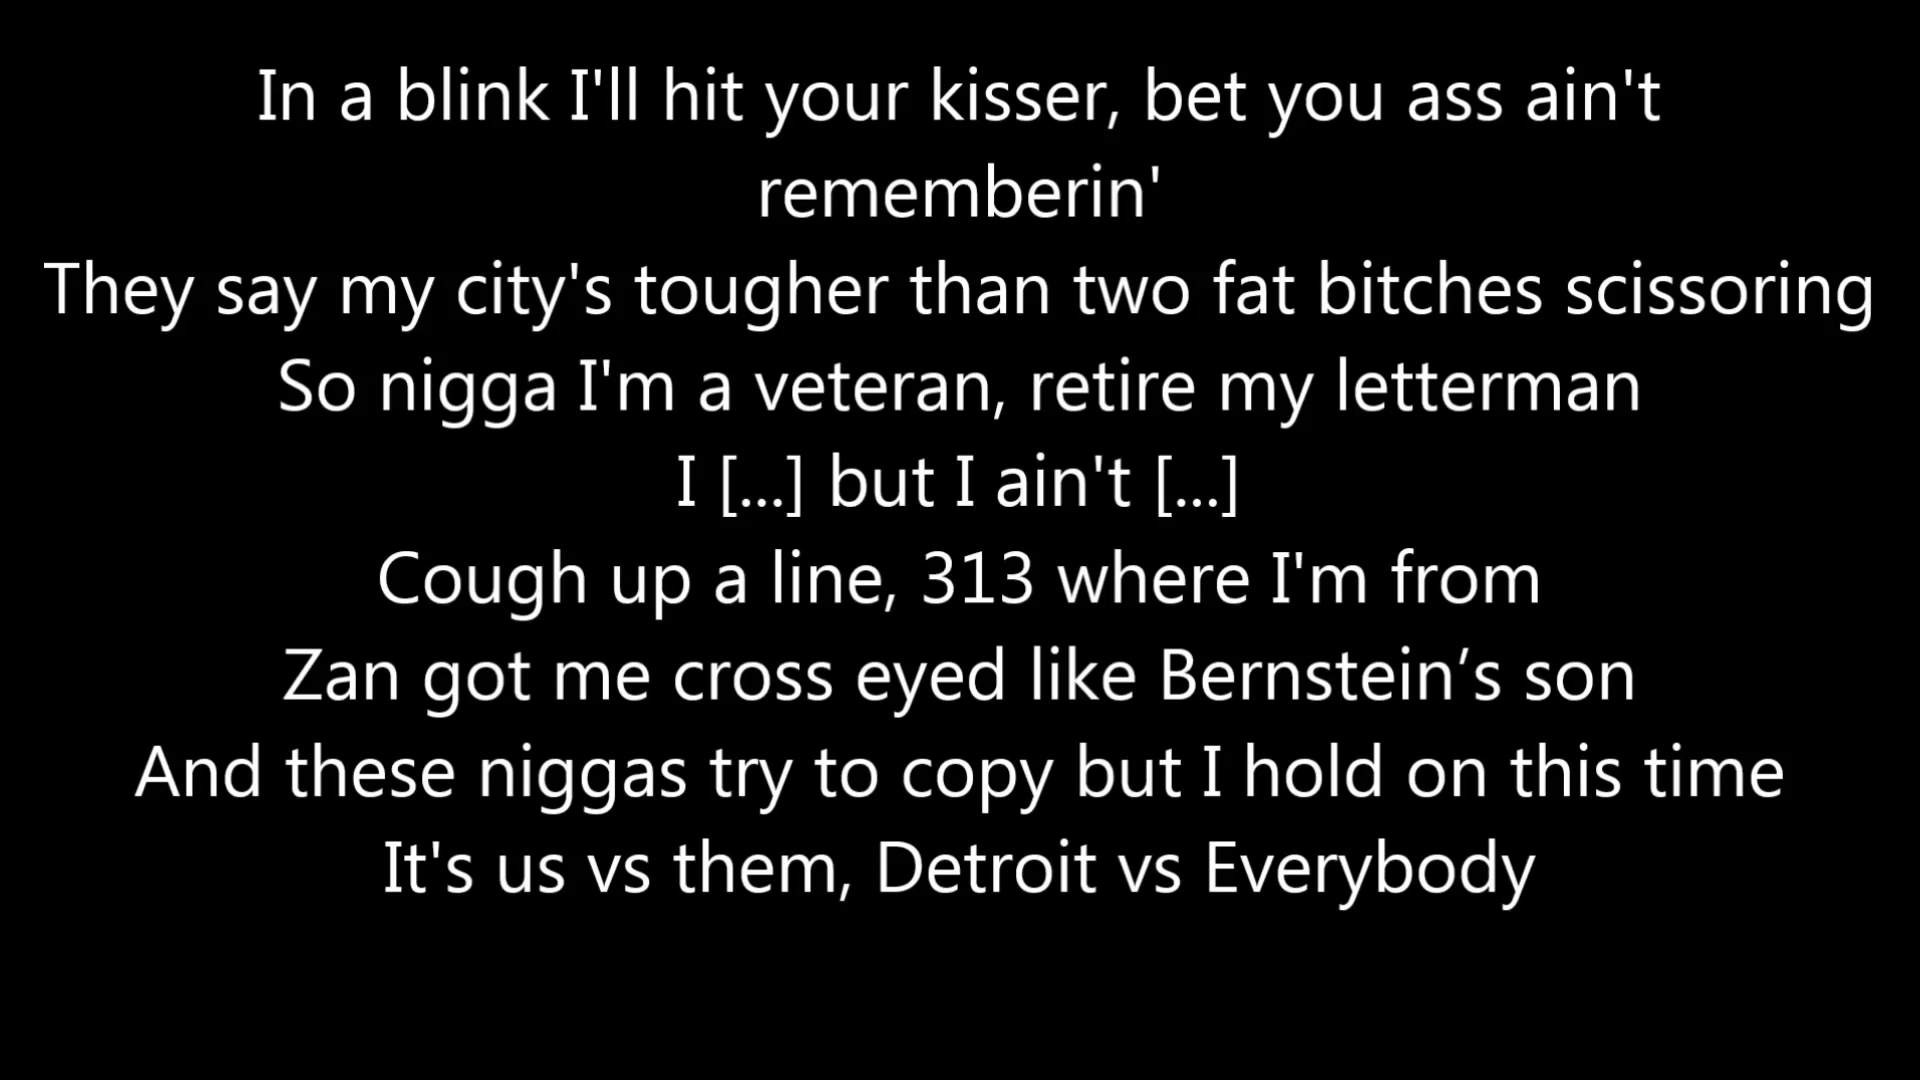 In a blink I'll hit your kisser, bet you ass ain't
rememberin'
They say my city's tougher than two fat bitches scissoring
So nigga I'm a veteran, retire my letterman
I [...] but I ain't [...]
Cough up a line, 313 where I'm from
Zan got me cross eyed like Bernstein’s son
And these niggas try to copy but I hold on this time
It's us vs them, Detroit vs Everybody